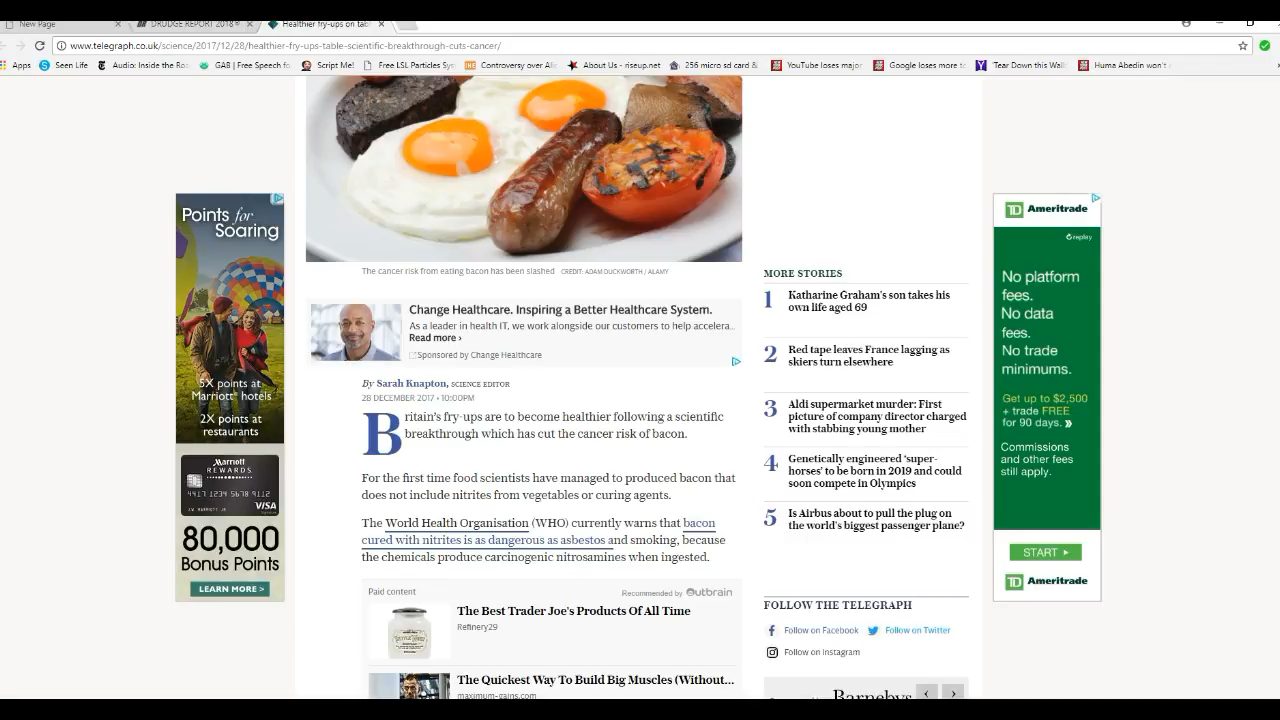 New Page
DRUDGE REPORT 2018®
Healthier fry-ups on tab
www.telegraph.co.uk/science/2017/12/28/healthier-fry-ups-table-scientific-breakthrough-cuts-cancer/
Apps
Seen Life
Audio: Inside the Ro
GAB | Free Speech fo
Script Me!
Free LSL Particles Sy
Controversy over Ali
About Us - riseup.net
256 micro sd card &
YouTube loses major
Google loses more to
Tear Down this Wal
Huma Abedin won't
Points for
Soaring
5X points at
Marriott hotels
2X points at
restaurants
Marriott
REWARDS
4417 1234 5678 9112
VISA
80,000
Bonus Points
LEARN MORE >
The cancer risk from eating bacon has been slashed CREDIT: ADAM DUCKWORTH / ALAMY
Change Healthcare. Inspiring a Better Healthcare System.
As a leader in health IT, we work alongside our customers to help accelera...
Read more ›
Sponsored by Change Healthcare
By Sarah Knapton, SCIENCE EDITOR
28 DECEMBER 2017 • 10:00PM
Britain's fry-ups are to become healthier following a scientific
breakthrough which has cut the cancer risk of bacon.
For the first time food scientists have managed to produced bacon that
does not include nitrites from vegetables or curing agents.
The World Health Organisation (WHO) currently warns that bacon
cured with nitrites is as dangerous as asbestos and smoking, because
the chemicals produce carcinogenic nitrosamines when ingested.
Paid content
Recommended by Outbrain
The Best Trader Joe's Products Of All Time
Refinery29
The Quickest Way To Build Big Muscles (Without...
maximum-gains.com
MORE STORIES
1 Katharine Graham's son takes his
own life aged 69
2 Red tape leaves France lagging as
skiers turn elsewhere
3 Aldi supermarket murder: First
picture of company director charged
with stabbing young mother
4 Genetically engineered 'super-
horses' to be born in 2019 and could
soon compete in Olympics
5 Is Airbus about to pull the plug on
the world's biggest passenger plane?
FOLLOW THE TELEGRAPH
Follow on Facebook
Follow on Twitter
Follow on Instagram
Barnebys
TD Ameritrade
replay
No platform
fees.
No data
fees.
No trade
minimums.
Get up to $2,500
+ trade FREE
for 90 days. »
Commissions
and other fees
still apply.
START
TD Ameritrade